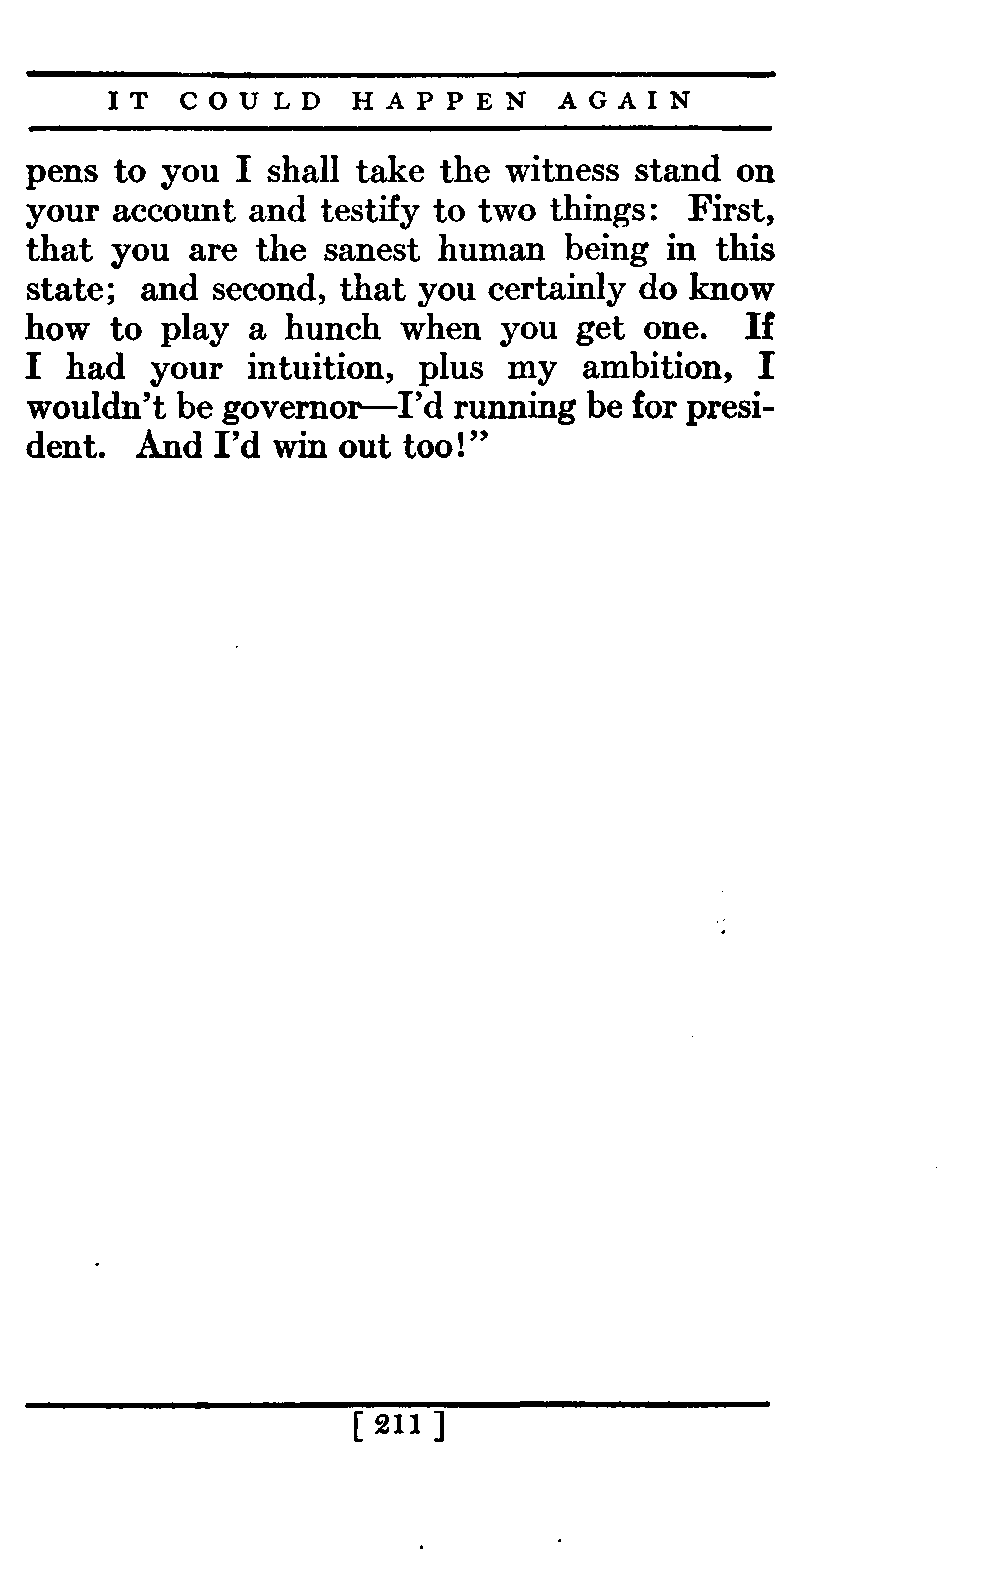 IT COULD HAPPEN AGAIN
pens to you I shall take the witness stand on
your account and testify to two things: First,
that you are the sanest human being in this
state; and second, that you certainly do know
how to play a hunch when you get one. If
I had your intuition, plus my ambition, I
wouldn't be governor—I'd running be for presi-
dent. And I'd win out too!”
[ 211 ]